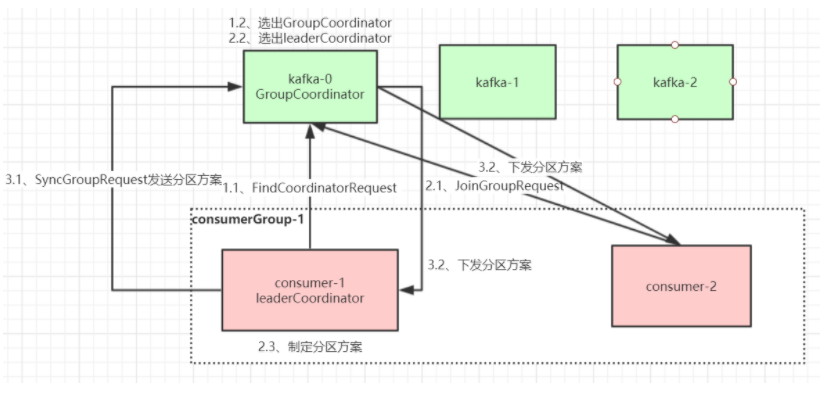 1.2、选出GroupCoordinator
2.2、选出leaderCoordinator
kafka-0
GroupCoordinator
kafka-1
kafka-2
3.2、下发分区方案
3.1、SyncGroupRequest发送分区方案
1.1、FindCoordinatorRequest
2.1、JoinGroupRequest
consumerGroup-1
3.2、下发分区方案
consumer-1
leaderCoordinator
consumer-2
2.3、制定分区方案